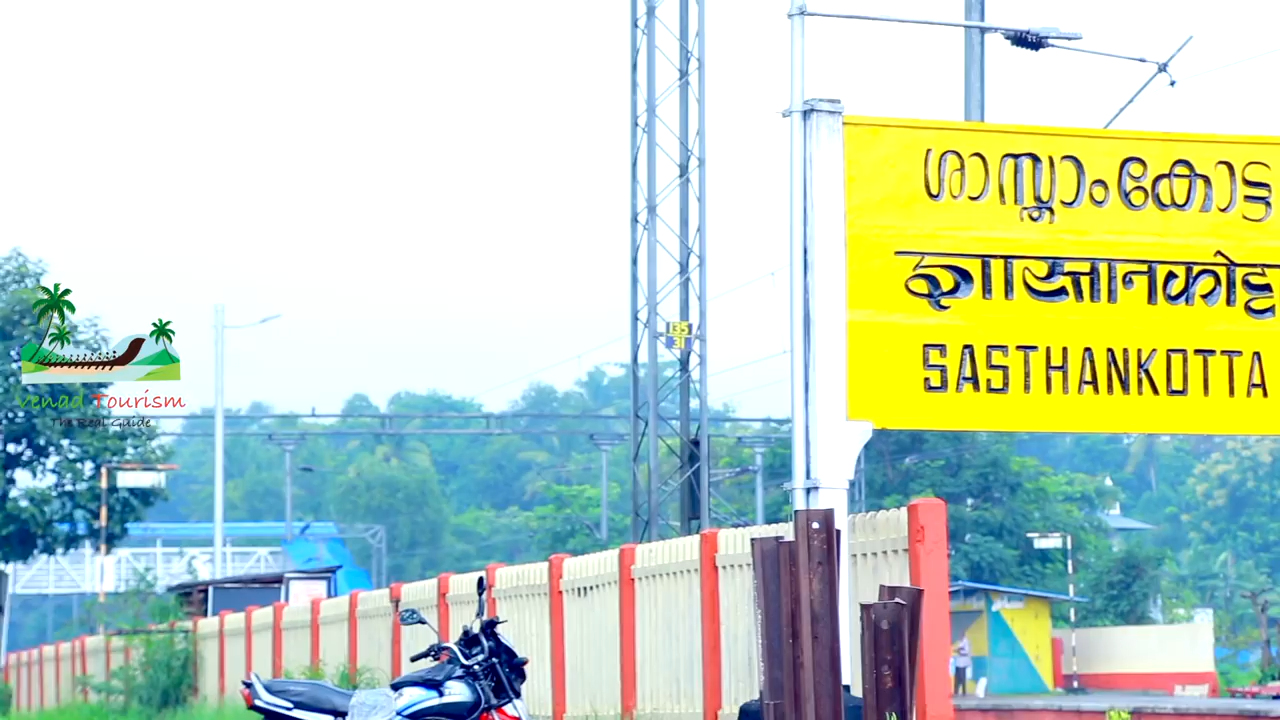 ശാസ്താംകോട്ട
शास्तानकोट्ट
SASTHANKOTTA
135
31
Venad Tourism
The Real Guide